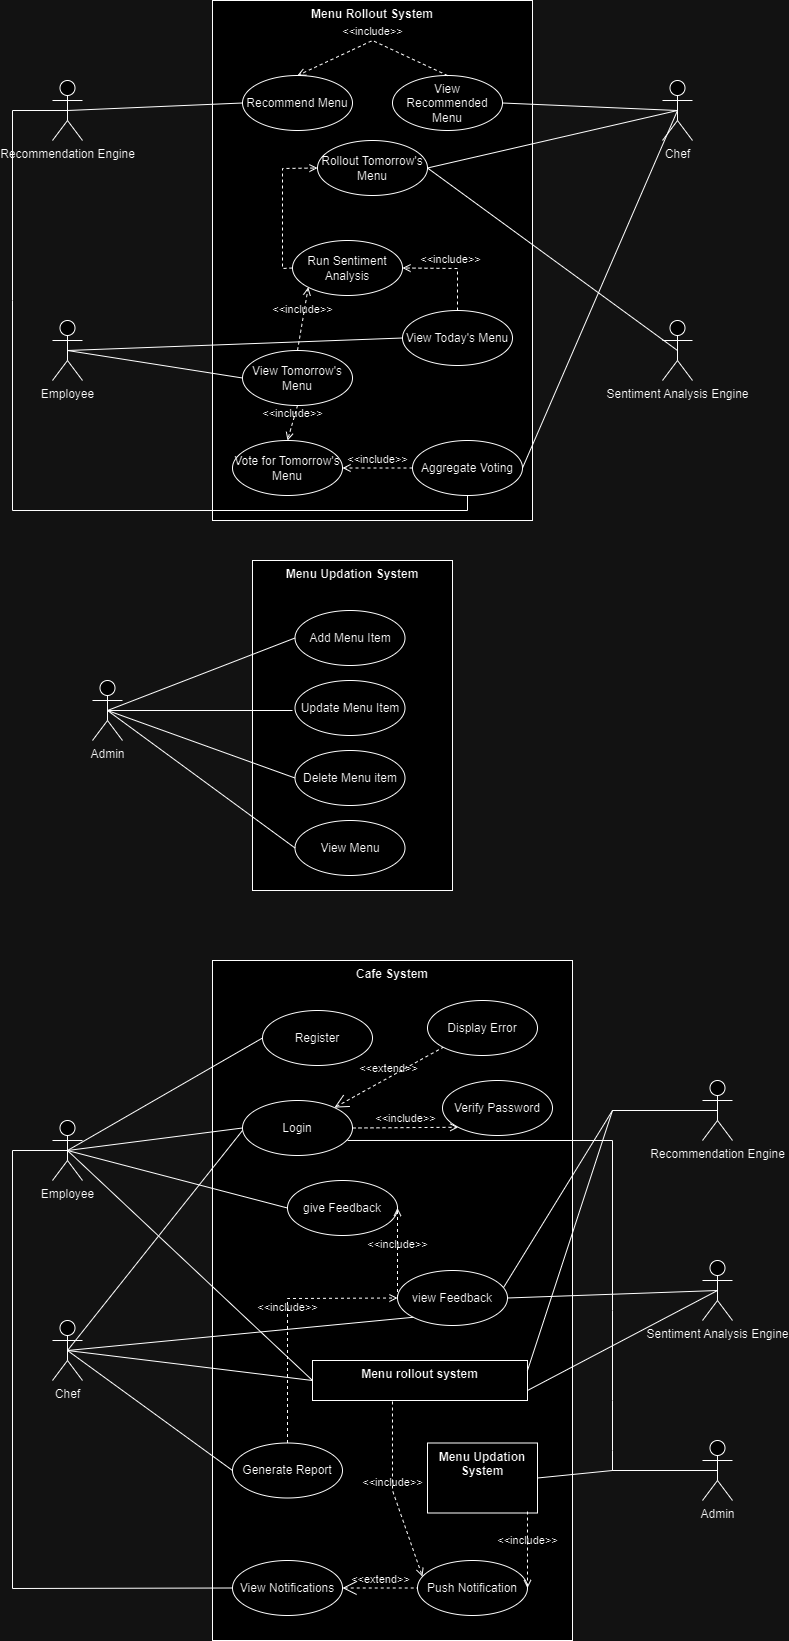 Menu Rollout System
<<include>>
Recommend Menu
View
Recommended
Menu
Recommendation Engine
Chef
Rollout Tomorrow's
Menu
Run Sentiment
Analysis
<<include>>
<<include>>
View Today's Menu
Employee
View Tomorrow's
Menu
Sentiment Analysis Engine
<<include>>
Vote for Tomorrow's
Menu
<<include>>
Aggregate Voting
Menu Updation System
Add Menu Item
Update Menu Item
Admin
Delete Menu item
View Menu
Cafe System
Register
Display Error
<<extend>>
Login
<<include>>
Verify Password
Employee
Recommendation Engine
give Feedback
<<include>>
<<include>>
view Feedback
Sentiment Analysis Engine
Chef
Menu rollout system
Generate Report
Menu Updation
System
<<include>>
Admin
<<include>>
View Notifications
<<extend>>
Push Notification